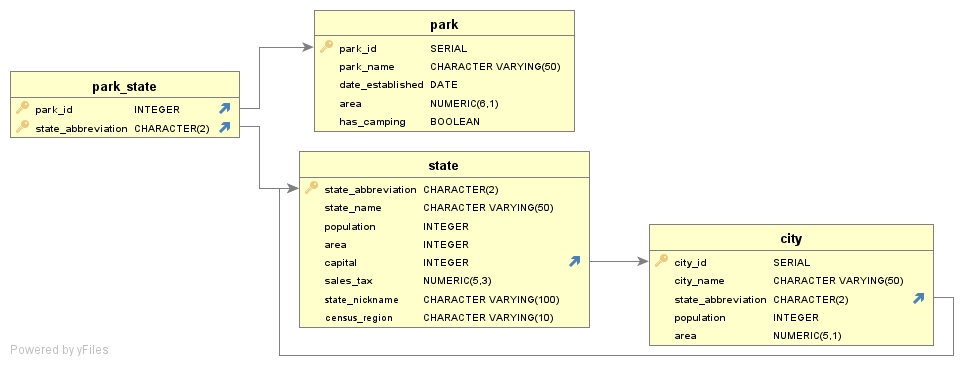 park
park_id SERIAL
park_name CHARACTER VARYING(50)
date_established DATE
area NUMERIC(6,1)
has_camping BOOLEAN
park_state
park_id INTEGER
state_abbreviation CHARACTER(2)
state
state_abbreviation CHARACTER(2)
state_name CHARACTER VARYING(50)
population INTEGER
area INTEGER
capital INTEGER
sales_tax NUMERIC(5,3)
state_nickname CHARACTER VARYING(100)
census_region CHARACTER VARYING(10)
city
city_id SERIAL
city_name CHARACTER VARYING(50)
state_abbreviation CHARACTER(2)
population INTEGER
area NUMERIC(5,1)
Powered by yFiles